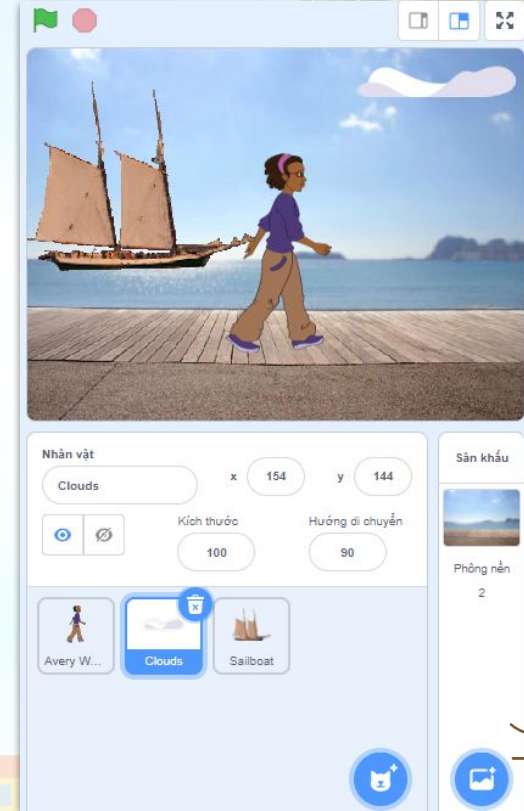 Nhân vật
Clouds
x 154
y 144
Kích thước
100
Hướng di chuyển
90
Sân khấu
Phông nền
2
Avery W...
Clouds
Sailboat